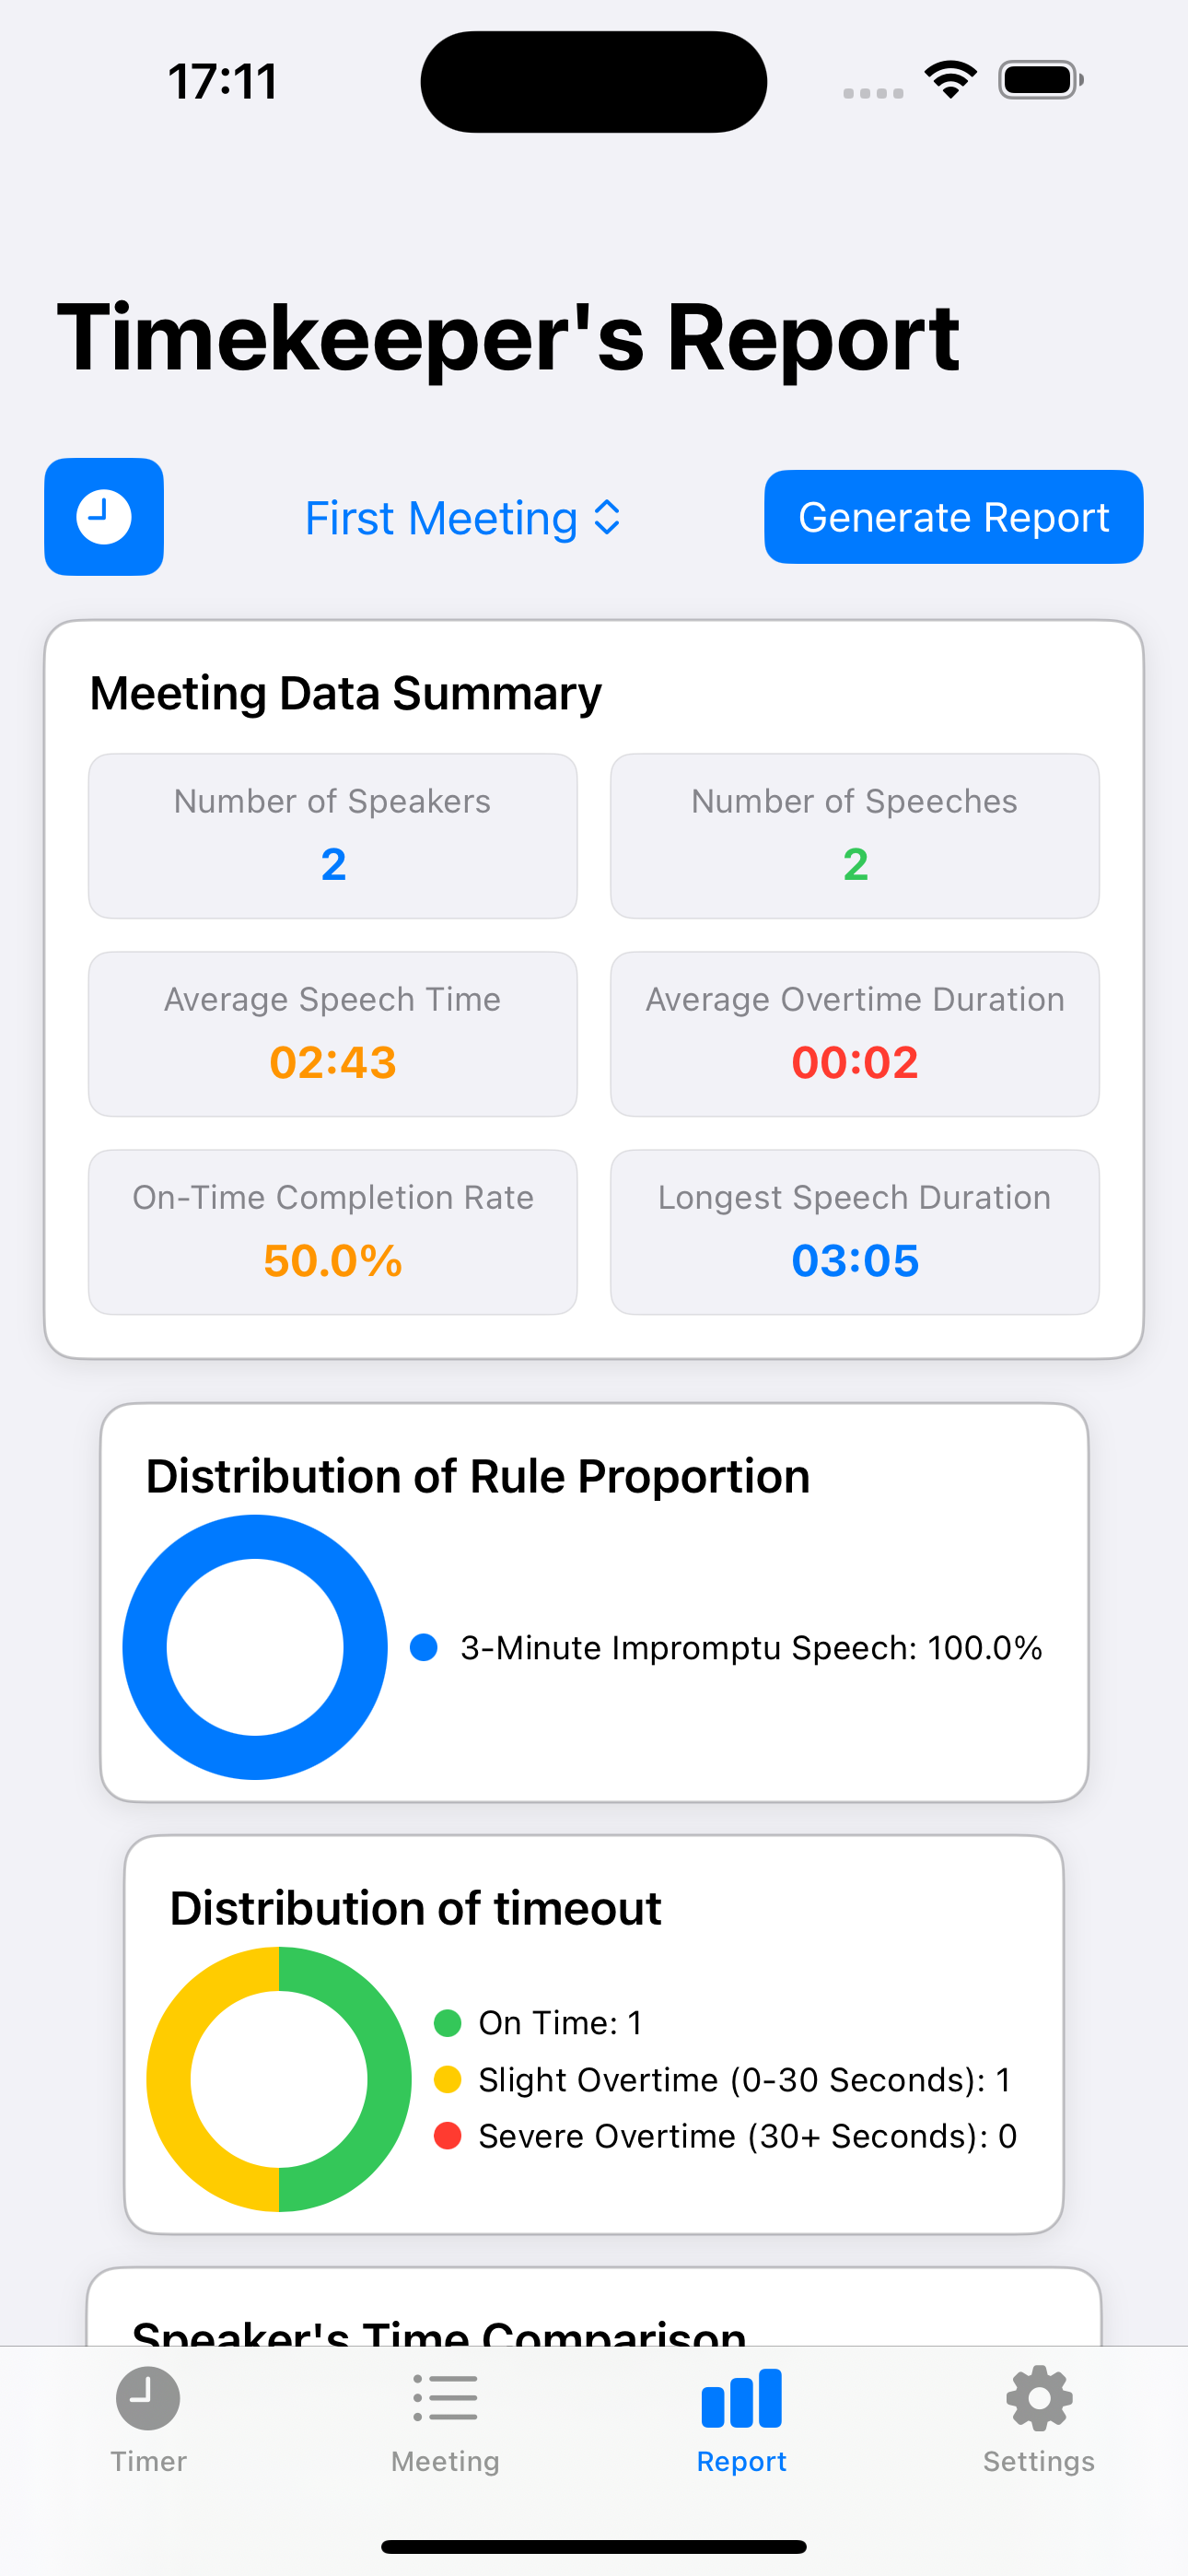 17:11
Timekeeper's Report
First Meeting
Generate Report
Meeting Data Summary
Number of Speakers
2
Number of Speeches
2
Average Speech Time
02:43
Average Overtime Duration
00:02
On-Time Completion Rate
50.0%
Longest Speech Duration
03:05
Distribution of Rule Proportion
3-Minute Impromptu Speech: 100.0%
Distribution of timeout
On Time: 1
Slight Overtime (0-30 Seconds): 1
Severe Overtime (30+ Seconds): 0
Speaker's Time Comparison
Timer
Meeting
Report
Settings